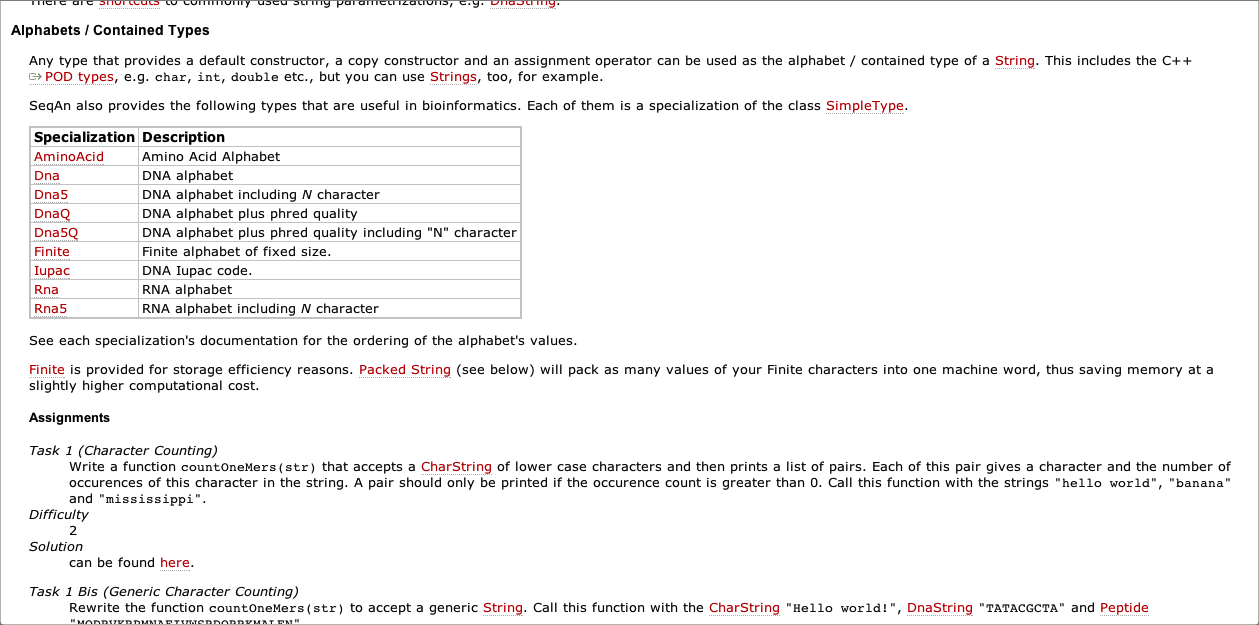 There are shortcuts to commonly used string parametrizations, e.g. DnaString.
Alphabets / Contained Types
Any type that provides a default constructor, a copy constructor and an assignment operator can be used as the alphabet / contained type of a String. This includes the C++
POD types, e.g. char, int, double etc., but you can use Strings, too, for example.
SeqAn also provides the following types that are useful in bioinformatics. Each of them is a specialization of the class SimpleType.
Specialization Description
AminoAcid Amino Acid Alphabet
Dna DNA alphabet
Dna5 DNA alphabet including N character
DnaQ DNA alphabet plus phred quality
Dna5Q DNA alphabet plus phred quality including "N" character
Finite Finite alphabet of fixed size.
Iupac DNA Iupac code.
Rna RNA alphabet
Rna5 RNA alphabet including N character
See each specialization's documentation for the ordering of the alphabet's values.
Finite is provided for storage efficiency reasons. Packed String (see below) will pack as many values of your Finite characters into one machine word, thus saving memory at a
slightly higher computational cost.
Assignments
Task 1 (Character Counting)
Write a function countOneMers(str) that accepts a CharString of lower case characters and then prints a list of pairs. Each of this pair gives a character and the number of
occurences of this character in the string. A pair should only be printed if the occurence count is greater than 0. Call this function with the strings "hello world", "banana"
and "mississippi".
Difficulty
2
Solution
can be found here.
Task 1 Bis (Generic Character Counting)
Rewrite the function countOneMers(str) to accept a generic String. Call this function with the CharString "Hello world!", DnaString "TATACGCTA" and Peptide